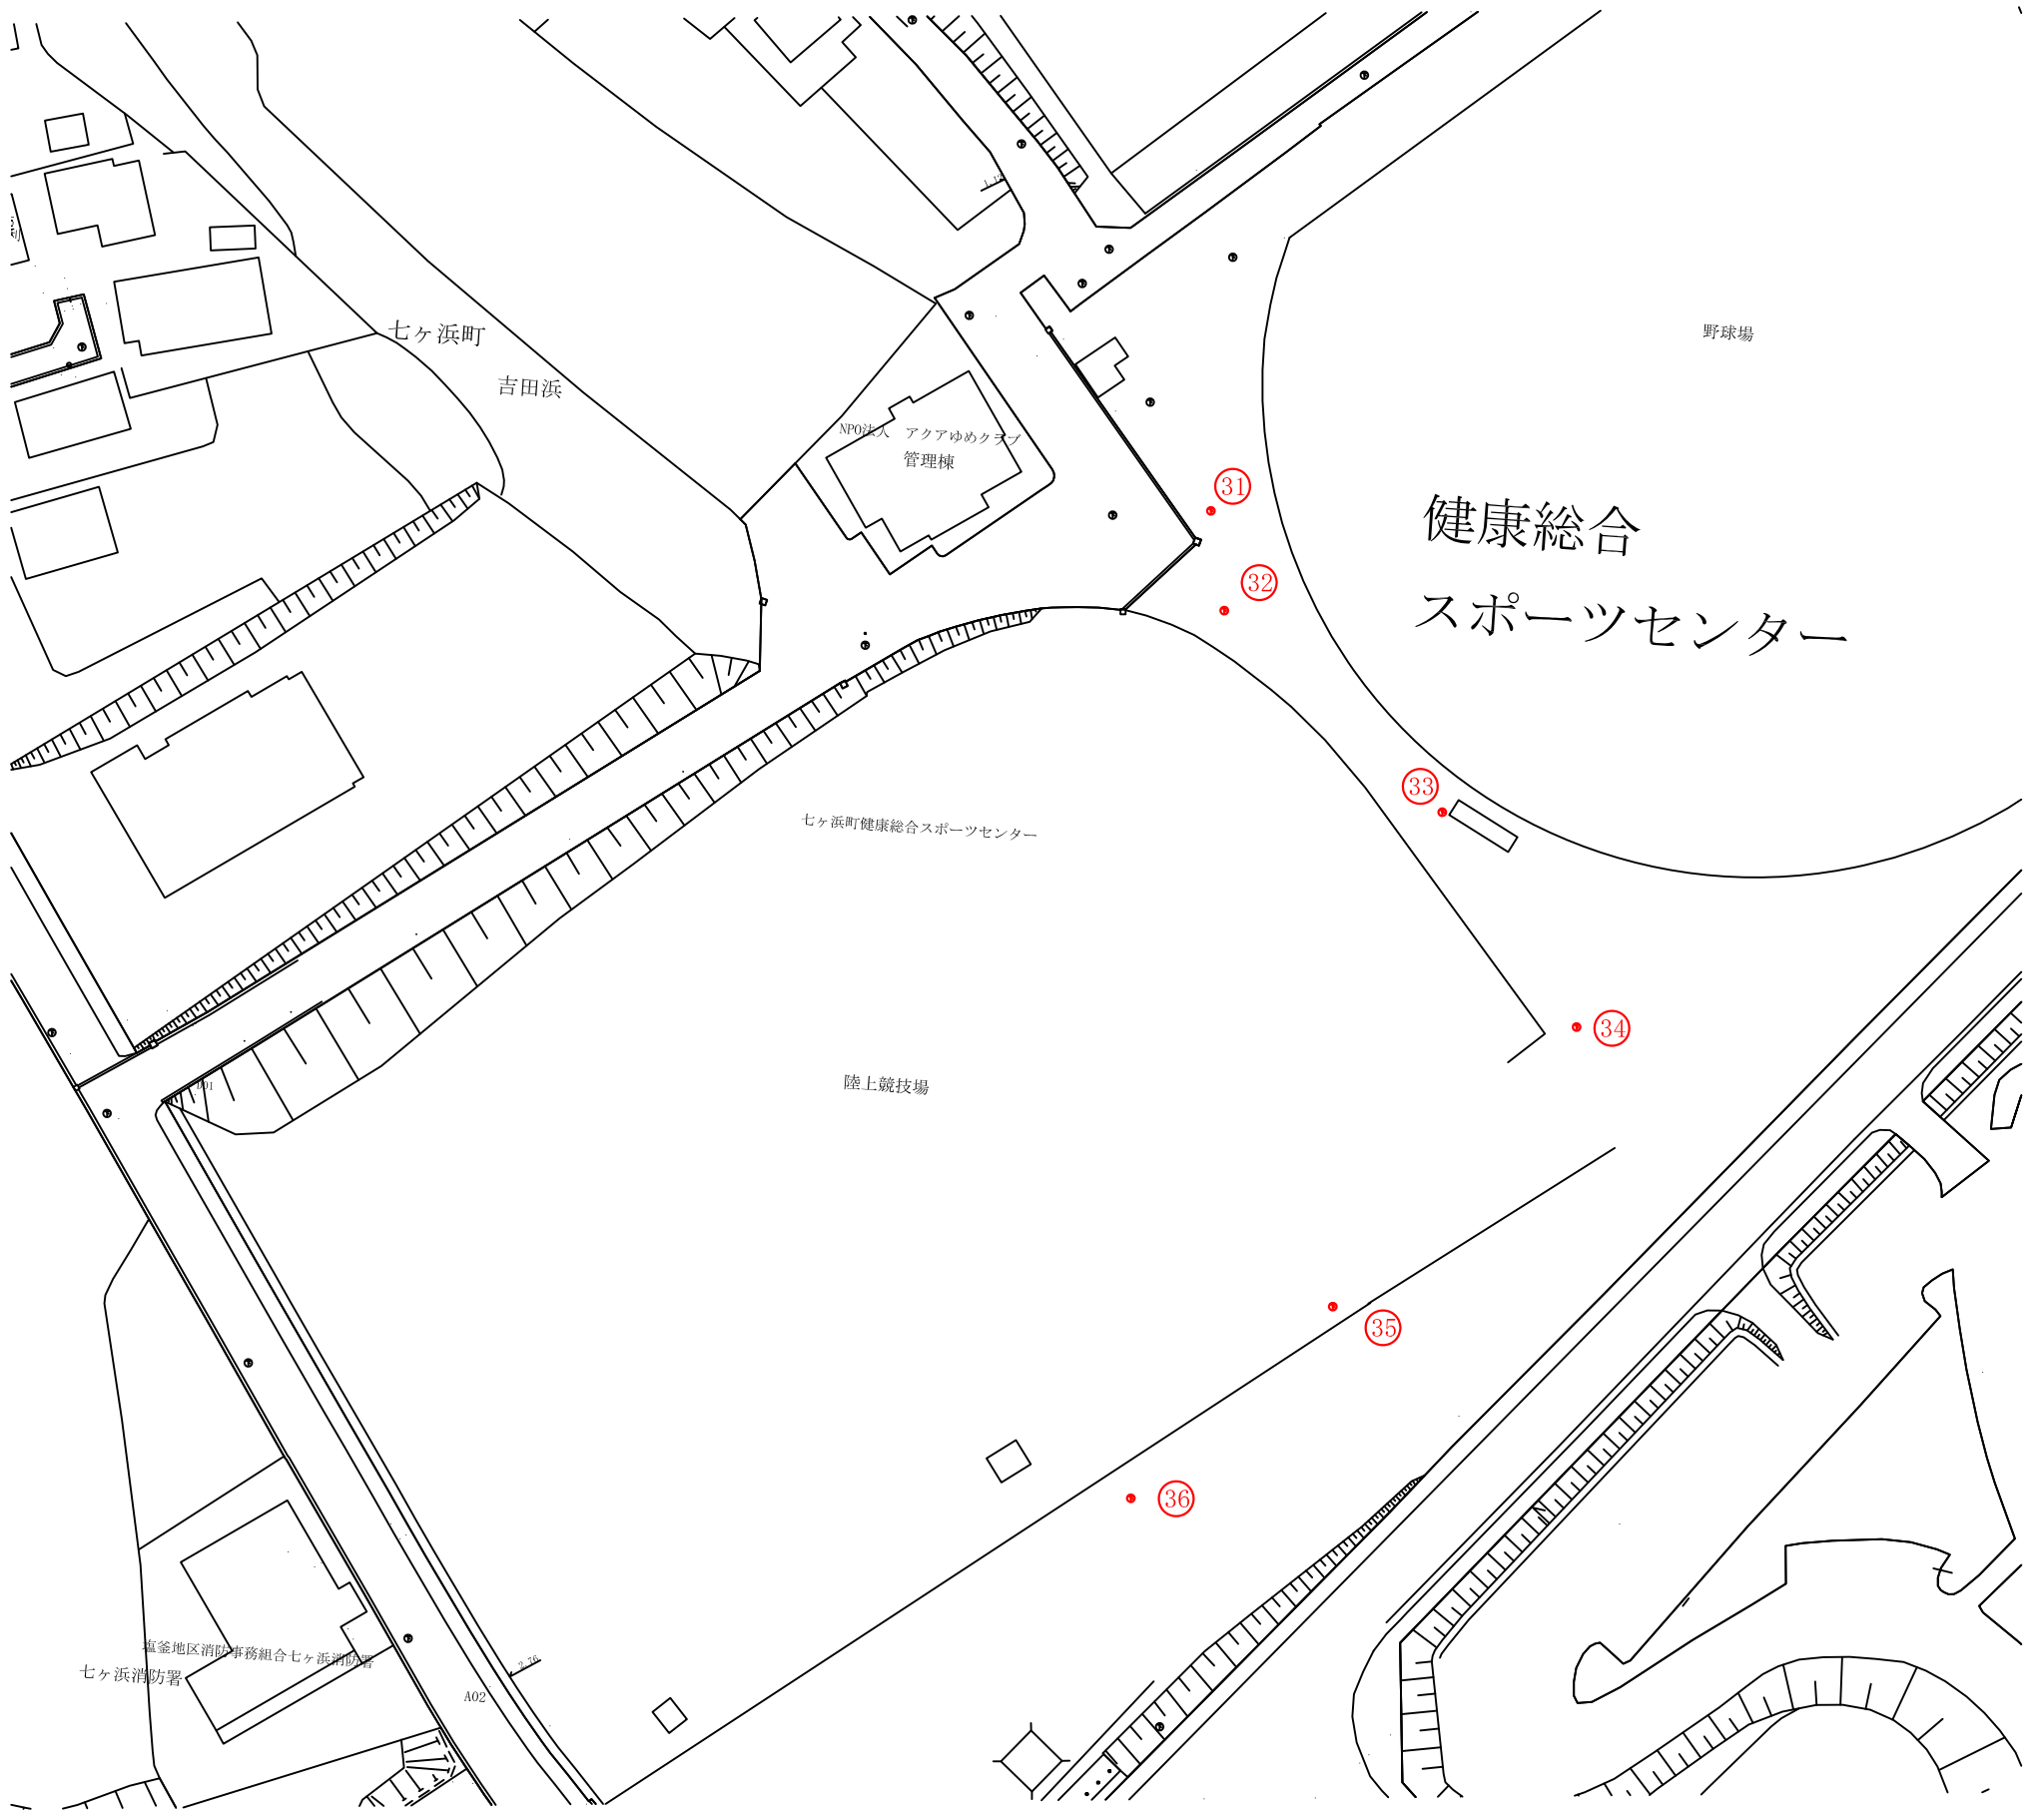 1.12
七ヶ浜町
野球場
吉田浜
NPO法人　アクアゆめクラブ
管理棟
31
健康総合
32
スポーツセンター
33
七ヶ浜町健康総合スポーツセンター
34
陸上競技場
35
36
塩釜地区消防事務組合七ヶ浜消防署
七ヶ浜消防署
2.76
A02